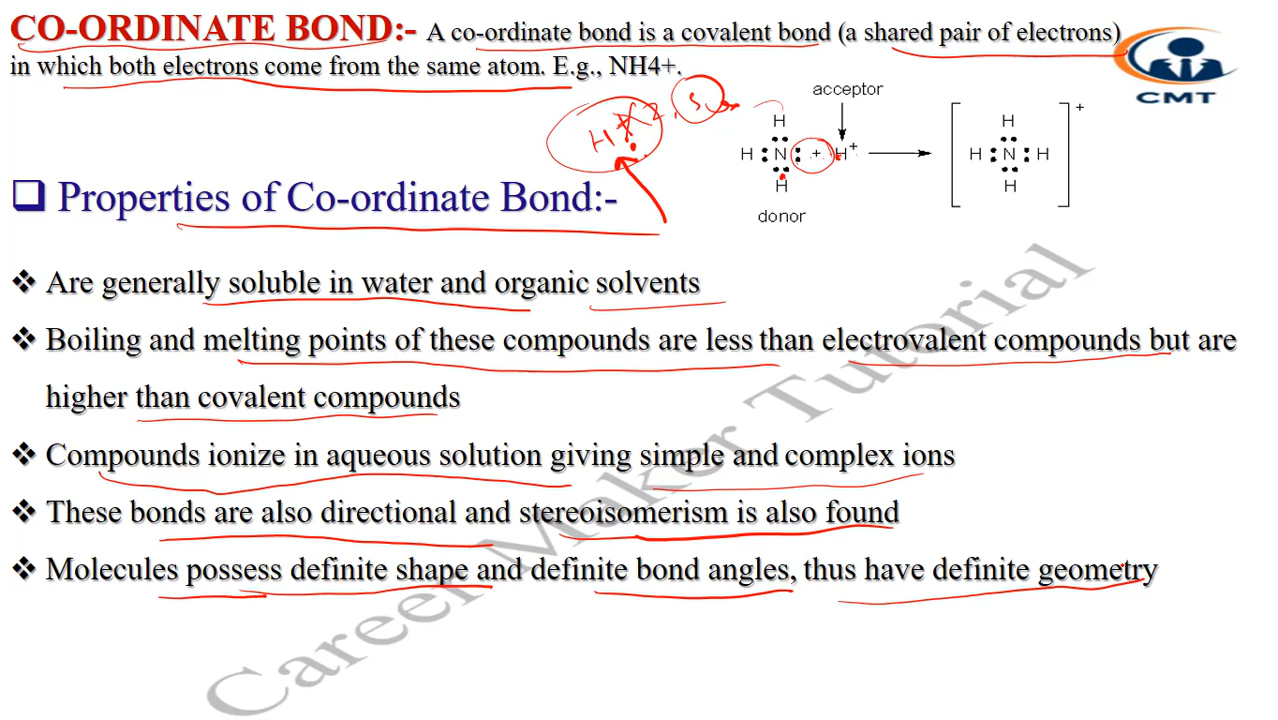 CO-ORDINATE BOND:- A co-ordinate bond is a covalent bond (a shared pair of electrons)
in which both electrons come from the same atom. E.g., NH4+.
CMT
acceptor
H
H : N : + H+
H
donor
H
H : N : H
H
+
❑ Properties of Co-ordinate Bond:-
❖ Are generally soluble in water and organic solvents
❖ Boiling and melting points of these compounds are less than electrovalent compounds but are
higher than covalent compounds
❖ Compounds ionize in aqueous solution giving simple and complex ions
❖ These bonds are also directional and stereoisomerism is also found
❖ Molecules possess definite shape and definite bond angles, thus have definite geometry
Career Maker Tutorial